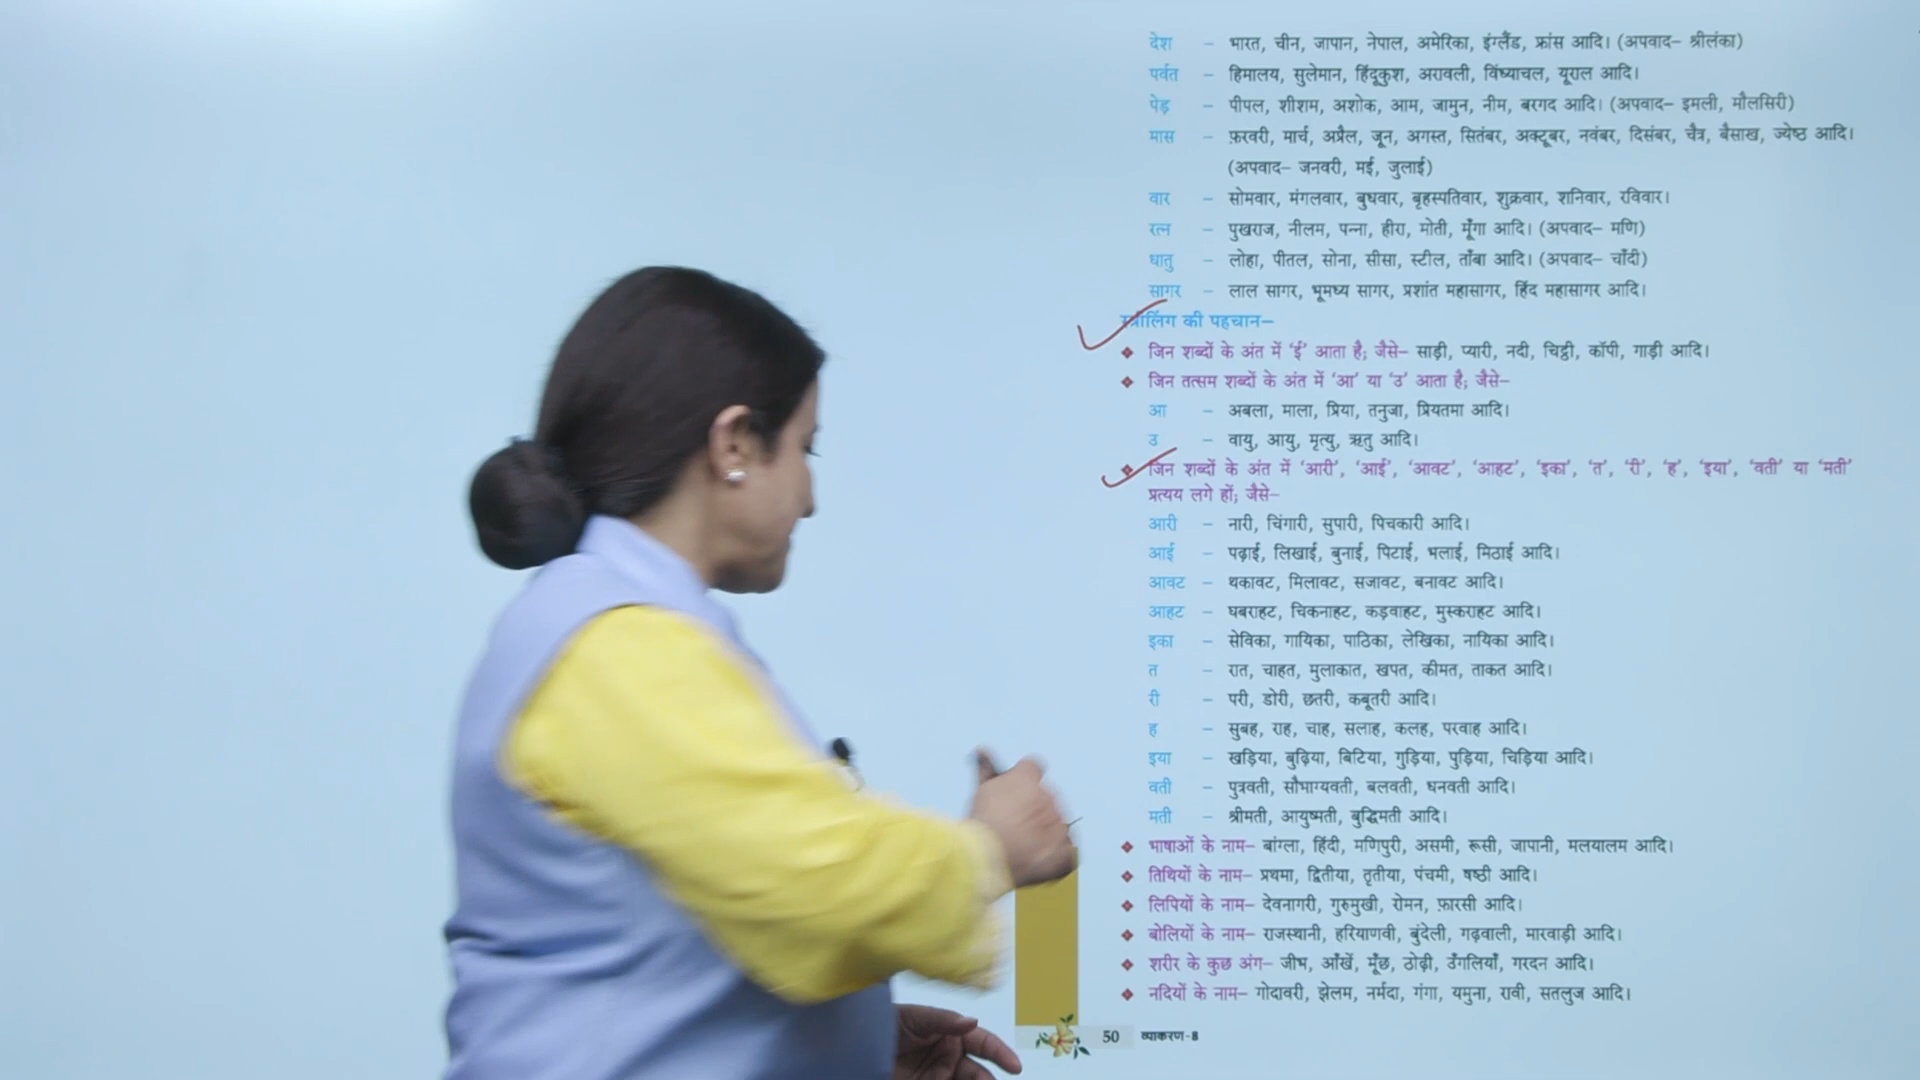 देश – भारत, चीन, जापान, नेपाल, अमेरिका, इंग्लैंड, फ्रांस आदि। (अपवाद– श्रीलंका)
पर्वत – हिमालय, सुलेमान, हिंदूकुश, अरावली, विंध्याचल, यूराल आदि।
पेड़ – पीपल, शीशम, अशोक, आम, जामुन, नीम, बरगद आदि। (अपवाद– इमली, मौलसिरी)
मास – फ़रवरी, मार्च, अप्रैल, जून, अगस्त, सितंबर, अक्टूबर, नवंबर, दिसंबर, चैत्र, बैसाख, ज्येष्ठ आदि।
(अपवाद– जनवरी, मई, जुलाई)
वार – सोमवार, मंगलवार, बुधवार, बृहस्पतिवार, शुक्रवार, शनिवार, रविवार।
रत्न – पुखराज, नीलम, पन्ना, हीरा, मोती, मूँगा आदि। (अपवाद– मणि)
धातु – लोहा, पीतल, सोना, सीसा, स्टील, ताँबा आदि। (अपवाद– चाँदी)
सागर – लाल सागर, भूमध्य सागर, प्रशांत महासागर, हिंद महासागर आदि।
स्त्रीलिंग की पहचान–
❖ जिन शब्दों के अंत में ‘ई’ आता है; जैसे– साड़ी, प्यारी, नदी, चिट्ठी, कॉपी, गाड़ी आदि।
❖ जिन तत्सम शब्दों के अंत में ‘आ’ या ‘उ’ आता है; जैसे–
आ – अबला, माला, प्रिया, तनुजा, प्रियतमा आदि।
उ – वायु, आयु, मृत्यु, ऋतु आदि।
❖ जिन शब्दों के अंत में ‘आरी’, ‘आई’, ‘आवट’, ‘आहट’, ‘इका’, ‘त’, ‘री’, ‘ह’, ‘इया’, ‘वती’ या ‘मती’
प्रत्यय लगे हों; जैसे–
आरी – नारी, चिंगारी, सुपारी, पिचकारी आदि।
आई – पढ़ाई, लिखाई, बुनाई, पिटाई, भलाई, मिठाई आदि।
आवट – थकावट, मिलावट, सजावट, बनावट आदि।
आहट – घबराहट, चिकनाहट, कड़वाहट, मुस्कराहट आदि।
इका – सेविका, गायिका, पाठिका, लेखिका, नायिका आदि।
त – रात, चाहत, मुलाकात, खपत, कीमत, ताकत आदि।
री – परी, डोरी, छतरी, कबूतरी आदि।
ह – सुबह, राह, चाह, सलाह, कलह, परवाह आदि।
इया – खड़िया, बुढ़िया, बिटिया, गुड़िया, पुड़िया, चिड़िया आदि।
वती – पुत्रवती, सौभाग्यवती, बलवती, धनवती आदि।
मती – श्रीमती, आयुष्मती, बुद्धिमती आदि।
❖ भाषाओं के नाम– बांग्ला, हिंदी, मणिपुरी, असमी, रूसी, जापानी, मलयालम आदि।
❖ तिथियों के नाम– प्रथमा, द्वितीया, तृतीया, पंचमी, षष्ठी आदि।
❖ लिपियों के नाम– देवनागरी, गुरुमुखी, रोमन, फ़ारसी आदि।
❖ बोलियों के नाम– राजस्थानी, हरियाणवी, बुंदेली, गढ़वाली, मारवाड़ी आदि।
❖ शरीर के कुछ अंग– जीभ, आँखें, मूँछ, ठोढ़ी, उँगलियाँ, गरदन आदि।
❖ नदियों के नाम– गोदावरी, झेलम, नर्मदा, गंगा, यमुना, रावी, सतलुज आदि।
50 व्याकरण-8